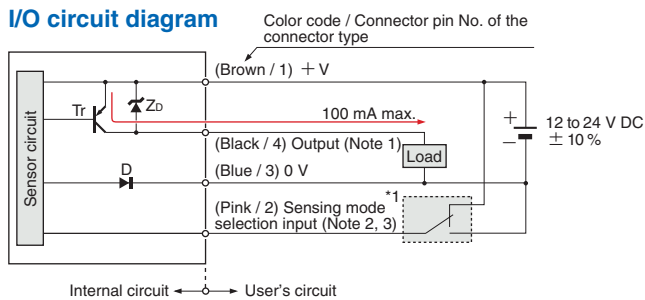 I/O circuit diagram
Color code / Connector pin No. of the
connector type
(Brown / 1) +V
Tr
ZD
100 mA max.
Sensor circuit
(Black / 4) Output (Note 1)
Load
+
−
12 to 24 V DC
± 10 %
D
(Blue / 3) 0 V
*1
(Pink / 2) Sensing mode
selection input (Note 2, 3)
Internal circuit
User's circuit